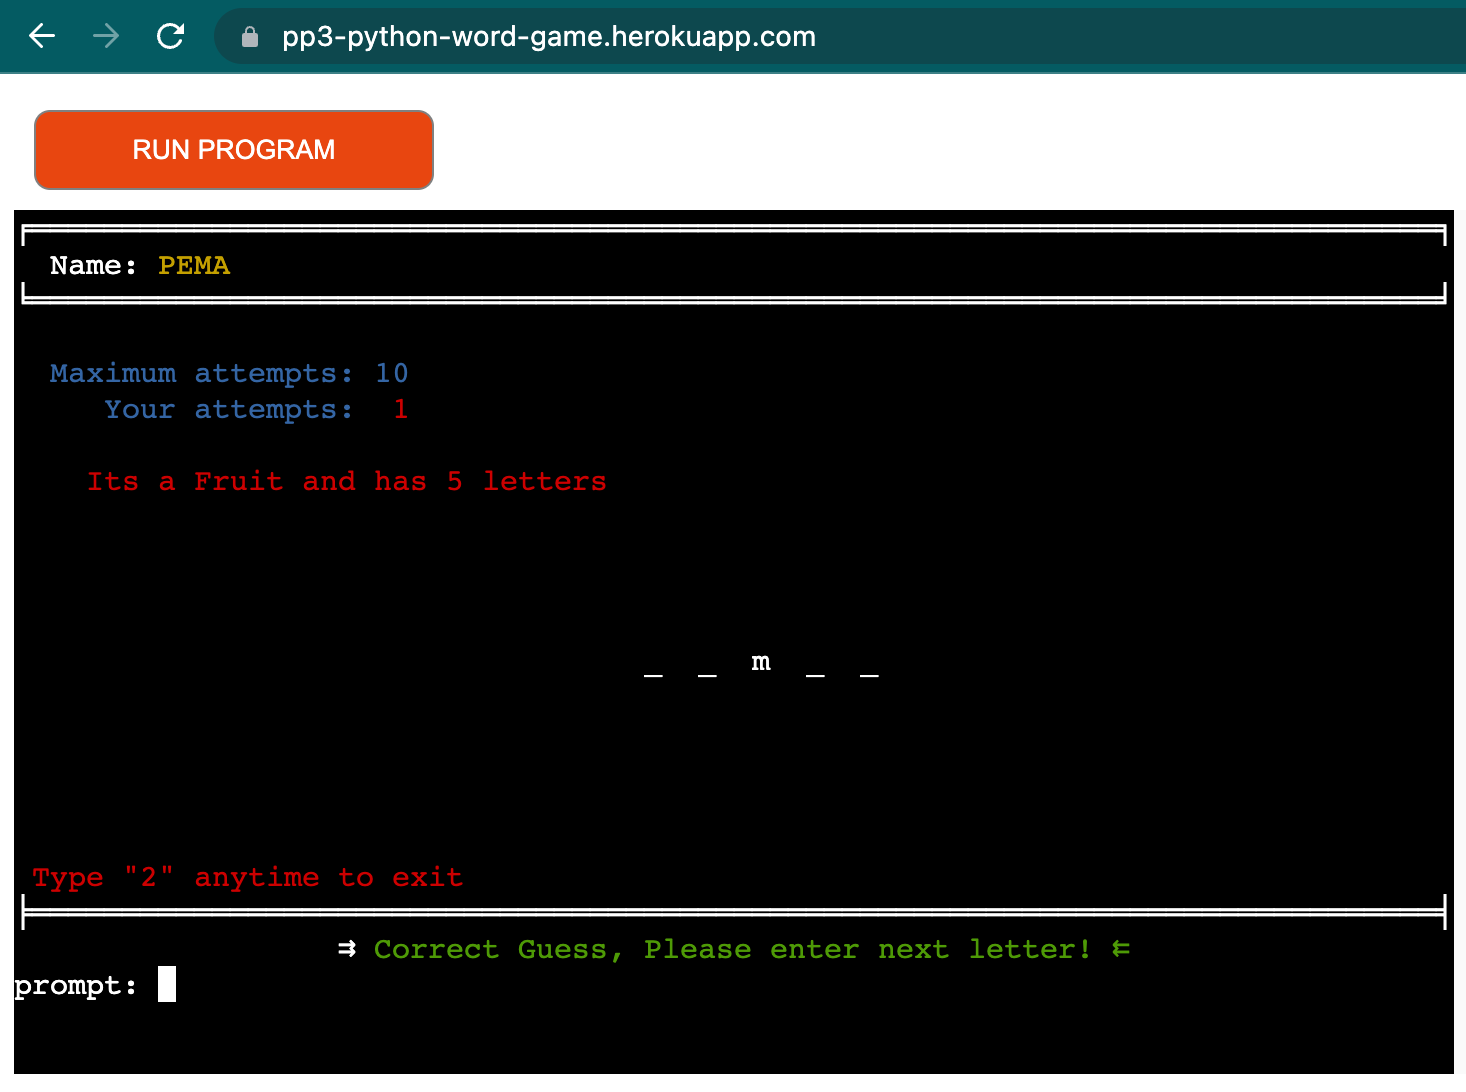 pp3-python-word-game.herokuapp.com
RUN PROGRAM
Name: PEMA
Maximum attempts: 10
Your attempts: 1
Its a Fruit and has 5 letters
_ _ m _ _
Type "2" anytime to exit
⇉ Correct Guess, Please enter next letter! ⇇
prompt: